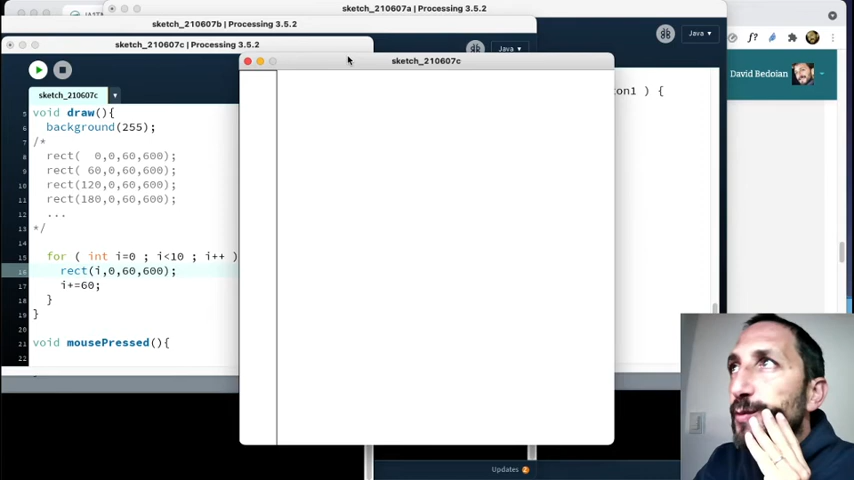 sketch_210607a | Processing 3.5.2
sketch_210607b | Processing 3.5.2
sketch_210607c | Processing 3.5.2
Java
Java
sketch_210607c
David Bedoian
sketch_210607c
on1 ) {
5 void draw(){
6 background(255);
7 /*
8 rect(  0,0,60,600);
9 rect( 60,0,60,600);
10 rect(120,0,60,600);
11 rect(180,0,60,600);
12 ...
13 */
14
15 for ( int i=0 ; i<10 ; i++ )
16 rect(i,0,60,600);
17 i+=60;
18 }
19 }
20
21 void mousePressed(){
22
Updates 2